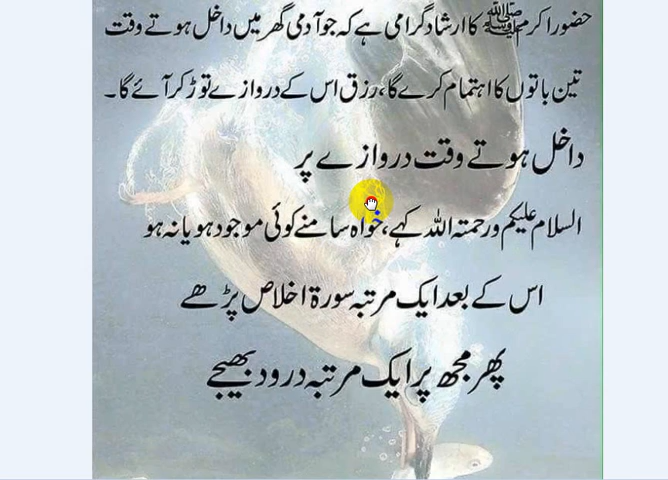 حضور اکرم ﷺ کا ارشاد گرامی ہے کہ جو آدمی گھر میں داخل ہوتے وقت
تین باتوں کا اہتمام کرے گا، رزق اس کے دروازے توڑ کر آئے گا۔
داخل ہوتے وقت دروازے پر
السلام علیکم ورحمتہ اللہ کہے، خواہ سامنے کوئی موجود ہو یا نہ ہو
اس کے بعد ایک مرتبہ سورۃ اخلاص پڑھے
پھر مجھ پر ایک مرتبہ درود بھیجے